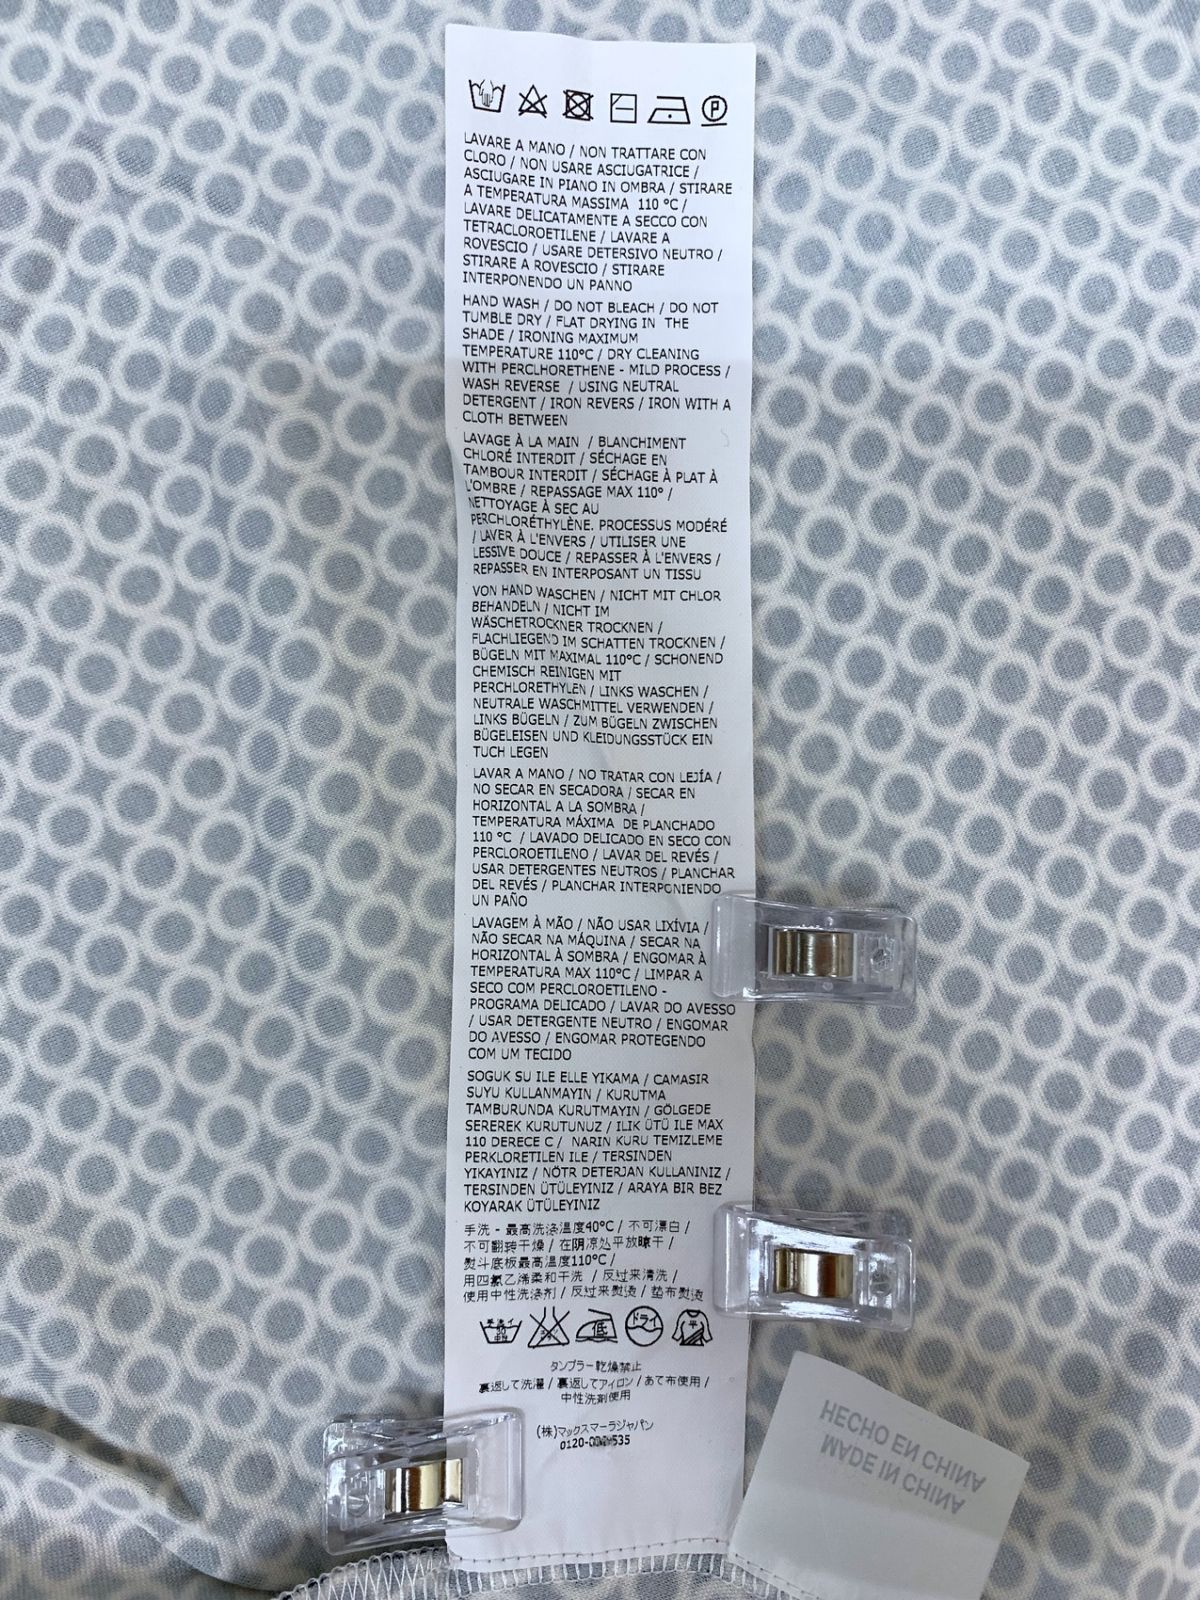 LAVARE A MANO / NON TRATTARE CON
CLORO / NON USARE ASCIUGATRICE /
ASCIUGARE IN PIANO IN OMBRA / STIRARE
A TEMPERATURA MASSIMA 110 °C /
LAVARE DELICATAMENTE A SECCO CON
TETRACLOROETILENE / LAVARE A
ROVESCIO / USARE DETERSIVO NEUTRO /
STIRARE A ROVESCIO / STIRARE
INTERPONENDO UN PANNO
HAND WASH / DO NOT BLEACH / DO NOT
TUMBLE DRY / FLAT DRYING IN THE
SHADE / IRONING MAXIMUM
TEMPERATURE 110°C / DRY CLEANING
WITH PERCLHORETHENE - MILD PROCESS /
WASH REVERSE / USING NEUTRAL
DETERGENT / IRON REVERS / IRON WITH A
CLOTH BETWEEN
LAVAGE À LA MAIN / BLANCHIMENT
CHLORÉ INTERDIT / SÉCHAGE EN
TAMBOUR INTERDIT / SÉCHAGE À PLAT À
L'OMBRE / REPASSAGE MAX 110° /
NETTOYAGE À SEC AU
PERCHLORÉTHYLÈNE. PROCESSUS MODÉRÉ
/ LAVER À L'ENVERS / UTILISER UNE
LESSIVE DOUCE / REPASSER À L'ENVERS /
REPASSER EN INTERPOSANT UN TISSU
VON HAND WASCHEN / NICHT MIT CHLOR
BEHANDELN / NICHT IM
WÄSCHETROCKNER TROCKNEN /
FLACHLIEGEND IM SCHATTEN TROCKNEN /
BÜGELN MIT MAXIMAL 110°C / SCHONEND
CHEMISCH REINIGEN MIT
PERCHLORETHYLEN / LINKS WASCHEN /
NEUTRALE WASCHMITTEL VERWENDEN /
LINKS BÜGELN / ZUM BÜGELN ZWISCHEN
BÜGELEISEN UND KLEIDUNGSSTÜCK EIN
TUCH LEGEN
LAVAR A MANO / NO TRATAR CON LEJÍA /
NO SECAR EN SECADORA / SECAR EN
HORIZONTAL A LA SOMBRA /
TEMPERATURA MÁXIMA DE PLANCHADO
110 °C / LAVADO DELICADO EN SECO CON
PERCLOROETILENO / LAVAR DEL REVÉS /
USAR DETERGENTES NEUTROS / PLANCHAR
DEL REVÉS / PLANCHAR INTERPONIENDO
UN PAÑO
LAVAGEM À MÃO / NÃO USAR LIXÍVIA /
NÃO SECAR NA MÁQUINA / SECAR NA
HORIZONTAL À SOMBRA / ENGOMAR À
TEMPERATURA MAX 110°C / LIMPAR A
SECO COM PERCLOROETILENO -
PROGRAMA DELICADO / LAVAR DO AVESSO
/ USAR DETERGENTE NEUTRO / ENGOMAR
DO AVESSO / ENGOMAR PROTEGENDO
COM UM TECIDO
SOGUK SU ILE ELLE YIKAMA / CAMASIR
SUYU KULLANMAYIN / KURUTMA
TAMBURUNDA KURUTMAYIN / GÖLGEDE
SEREREK KURUTUNUZ / ILIK ÜTÜ ILE MAX
110 DERECE C / NARIN KURU TEMIZLEME
PERKLORETILEN ILE / TERSINDEN
YIKAYINIZ / NÖTR DETERJAN KULLANINIZ /
TERSINDEN ÜTÜLEYINIZ / ARAYA BIR BEZ
KOYARAK ÜTÜLEYINIZ
手洗 - 最高洗涤温度40°C / 不可漂白 /
不可翻转干燥 / 在阴凉处平放晾干 /
熨斗底板最高温度110°C /
用四氯乙烯柔和干洗 / 反过来清洗 /
使用中性洗涤剂 / 反过来熨烫 / 垫布熨烫
低 ドライ 平
タンブラー乾燥禁止
裏返して洗濯 / 裏返してアイロン / あて布使用 /
中性洗剤使用
(株)マックスマーラジャパン
MADE IN CHINA
HECHO EN CHINA